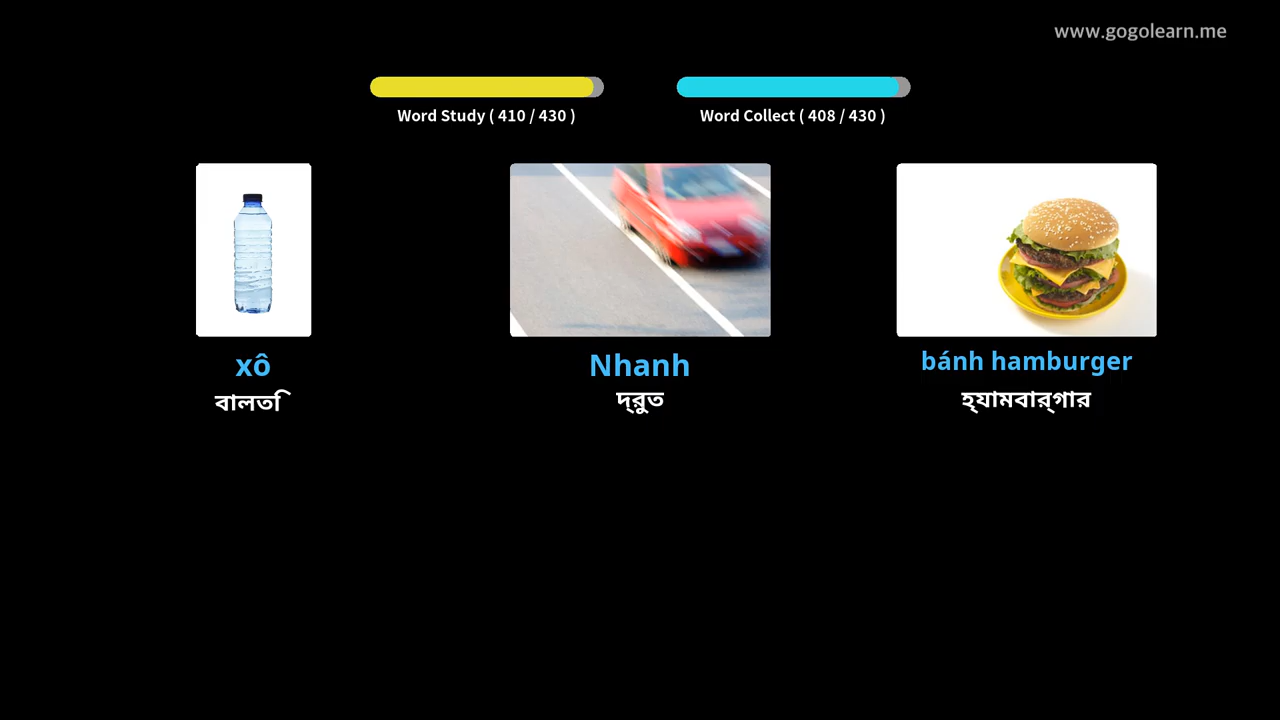 www.gogolearn.me
Word Study ( 410 / 430 )
Word Collect ( 408 / 430 )
xô
বালতি
Nhanh
দ্রুত
bánh hamburger
হ্যামবার্গার